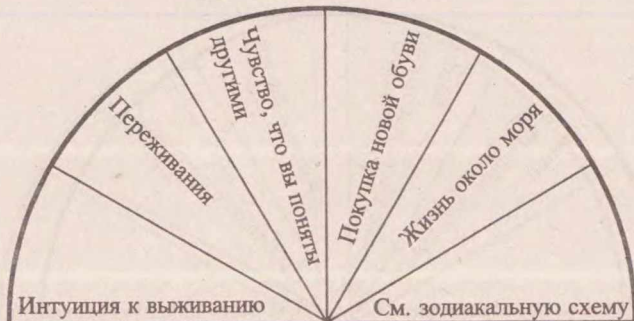 Интуиция к выживанию
Переживания
Чувство, что вы поняты
другими
Покупка новой обуви
Жизнь около моря
См. зодиакальную схему